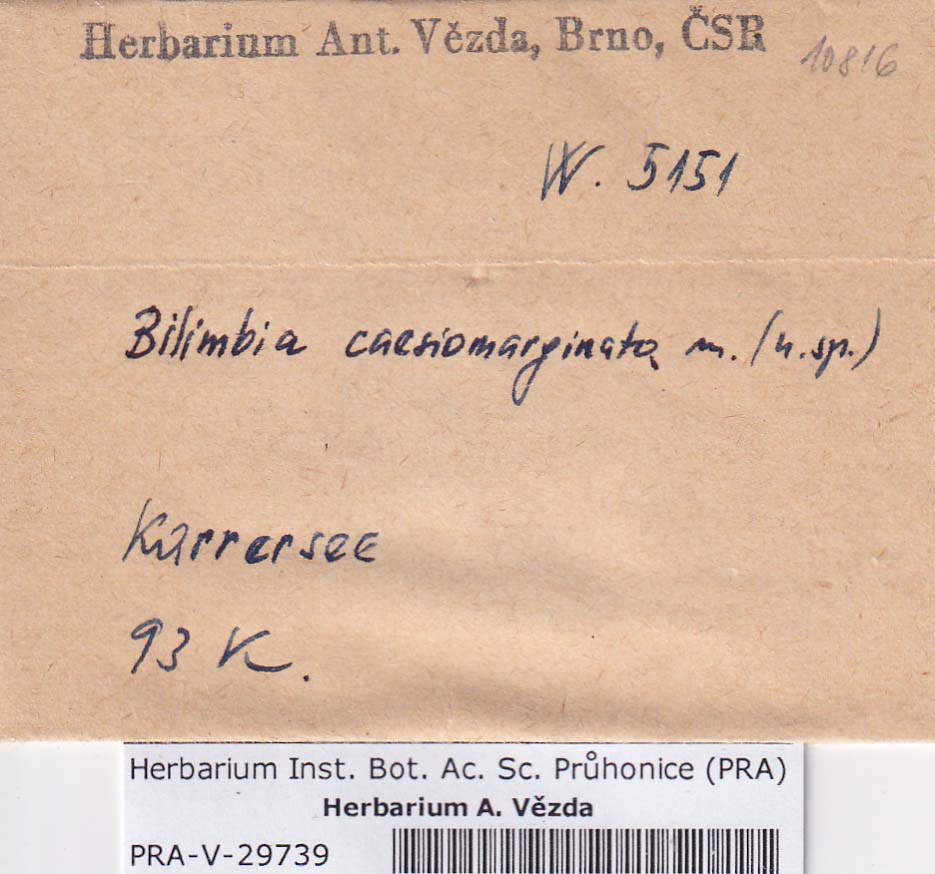 Herbarium Ant. Vězda, Brno, ČSR
10816
W. 5151
Bilimbia caesiomarginata m. (n.sp.)
Karrersee
93 K.
Herbarium Inst. Bot. Ac. Sc. Průhonice (PRA)
Herbarium A. Vězda
PRA-V-29739